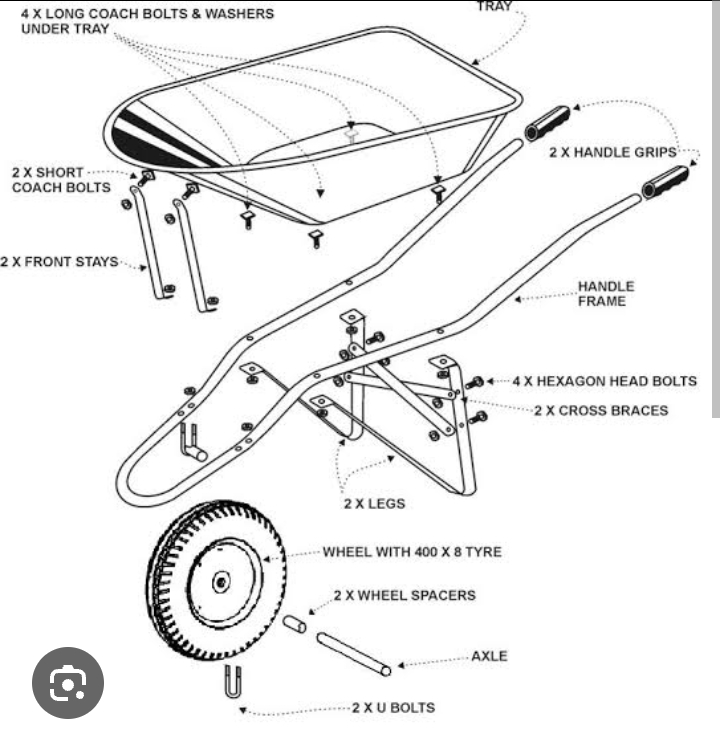 4 X LONG COACH BOLTS & WASHERS
UNDER TRAY
TRAY
2 X HANDLE GRIPS
2 X SHORT
COACH BOLTS
2 X FRONT STAYS
HANDLE
FRAME
4 X HEXAGON HEAD BOLTS
2 X CROSS BRACES
2 X LEGS
WHEEL WITH 400 X 8 TYRE
2 X WHEEL SPACERS
AXLE
2 X U BOLTS